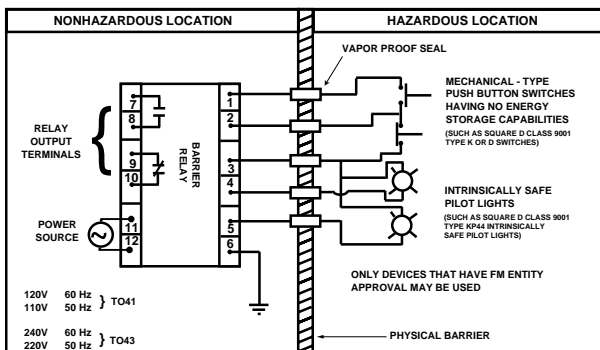 NONHAZARDOUS LOCATION
HAZARDOUS LOCATION
VAPOR PROOF SEAL
MECHANICAL - TYPE
PUSH BUTTON SWITCHES
HAVING NO ENERGY
STORAGE CAPABILITIES
(SUCH AS SQUARE D CLASS 9001
TYPE K OR D SWITCHES)
RELAY
OUTPUT
TERMINALS
7
8
9
10
11
12
BARRIER
RELAY
1
2
3
4
5
6
POWER
SOURCE
INTRINSICALLY SAFE
PILOT LIGHTS
(SUCH AS SQUARE D CLASS 9001
TYPE KP44 INTRINSICALLY
SAFE PILOT LIGHTS)
ONLY DEVICES THAT HAVE FM ENTITY
APPROVAL MAY BE USED
120V 60 Hz
110V 50 Hz } TO41
240V 60 Hz
220V 50 Hz } TO43
PHYSICAL BARRIER